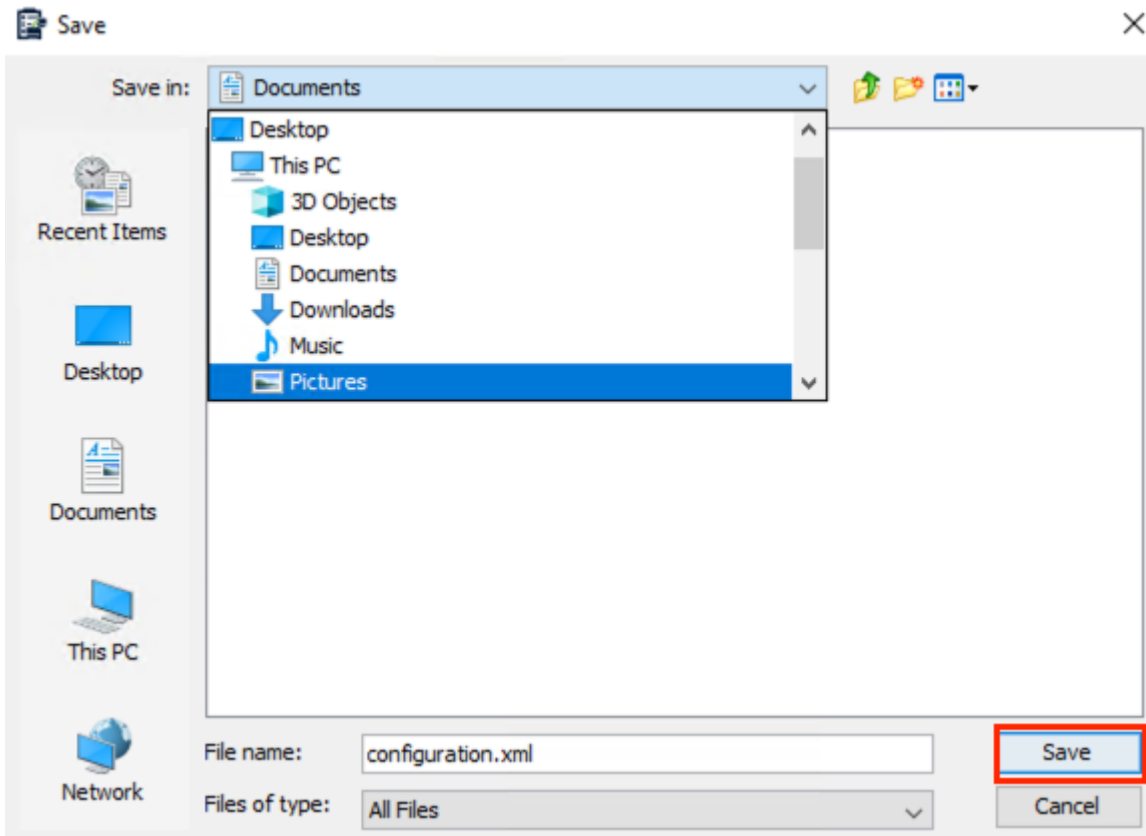 Save
Save in:
Documents
Desktop
This PC
3D Objects
Desktop
Documents
Downloads
Music
Pictures
Recent Items
Desktop
Documents
This PC
Network
File name:
configuration.xml
Save
Files of type:
All Files
Cancel